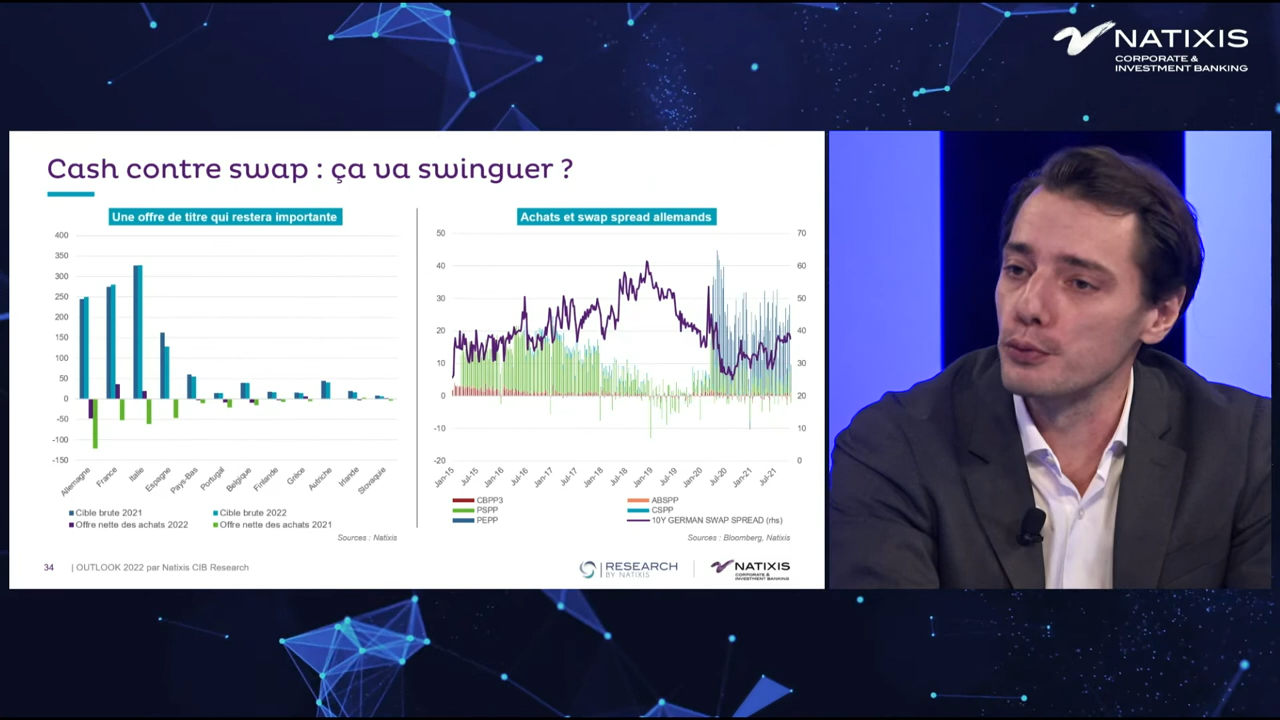 NATIXIS
CORPORATE &
INVESTMENT BANKING
Cash contre swap : ça va swinguer ?
Une offre de titre qui restera importante
400
350
300
250
200
150
100
50
0
-50
-100
-150
Allemagne
France
Italie
Espagne
Pays-Bas
Portugal
Belgique
Finlande
Grèce
Autriche
Irlande
Slovaquie
Cible brute 2021
Cible brute 2022
Offre nette des achats 2022
Offre nette des achats 2021
Sources : Natixis
Achats et swap spread allemands
50
40
30
20
10
0
-10
-20
70
60
50
40
30
20
10
0
Jan-15
Jul-15
Jan-16
Jul-16
Jan-17
Jul-17
Jan-18
Jul-18
Jan-19
Jul-19
Jan-20
Jul-20
Jan-21
Jul-21
CBPP3
ABSPP
PSPP
CSPP
PEPP
10Y GERMAN SWAP SPREAD (rhs)
Sources : Bloomberg, Natixis
34 | OUTLOOK 2022 par Natixis CIB Research
RESEARCH
BY NATIXIS
NATIXIS
CORPORATE &
INVESTMENT BANKING